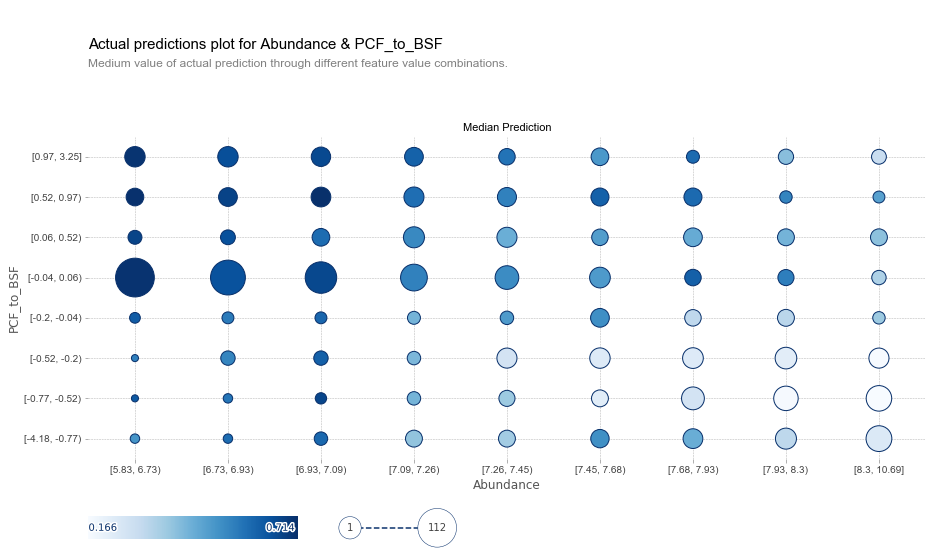 Actual predictions plot for Abundance & PCF_to_BSF
Medium value of actual prediction through different feature value combinations.
Median Prediction
PCF_to_BSF
[0.97, 3.25]
[0.52, 0.97)
[0.06, 0.52)
[-0.04, 0.06)
[-0.2, -0.04)
[-0.52, -0.2)
[-0.77, -0.52)
[-4.18, -0.77)
[5.83, 6.73) [6.73, 6.93) [6.93, 7.09) [7.09, 7.26) [7.26, 7.45) [7.45, 7.68) [7.68, 7.93) [7.93, 8.3) [8.3, 10.69]
Abundance
0.166 0.714 1 112